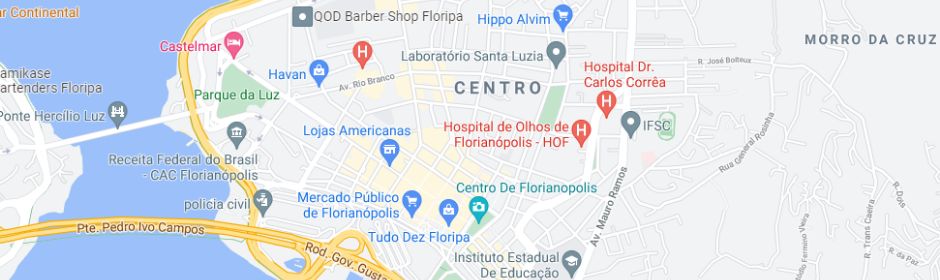 ar Continental
QOD Barber Shop Floripa
Hippo Alvim
Castelmar
Laboratório Santa Luzia
MORRO DA CRUZ
R. José Boiteux
Havan
Av. Rio Branco
CENTRO
Hospital Dr.
Carlos Corrêa
amikase
artenders Floripa
Parque da Luz
Ponte Hercílio Luz
Lojas Americanas
Hospital de Olhos de
Florianópolis - HOF
IFSC
Rua General Rosinha
Receita Federal do Brasil
- CAC Florianópolis
Centro De Florianopolis
Mercado Público
de Florianópolis
policia civil
Av. Mauro Ramos
R. Dois
R. Trans Caeira
Pte. Pedro Ivo Campos
Tudo Dez Floripa
Rod. Gov. Gusta
Instituto Estadual
De Educação
R. da Paz